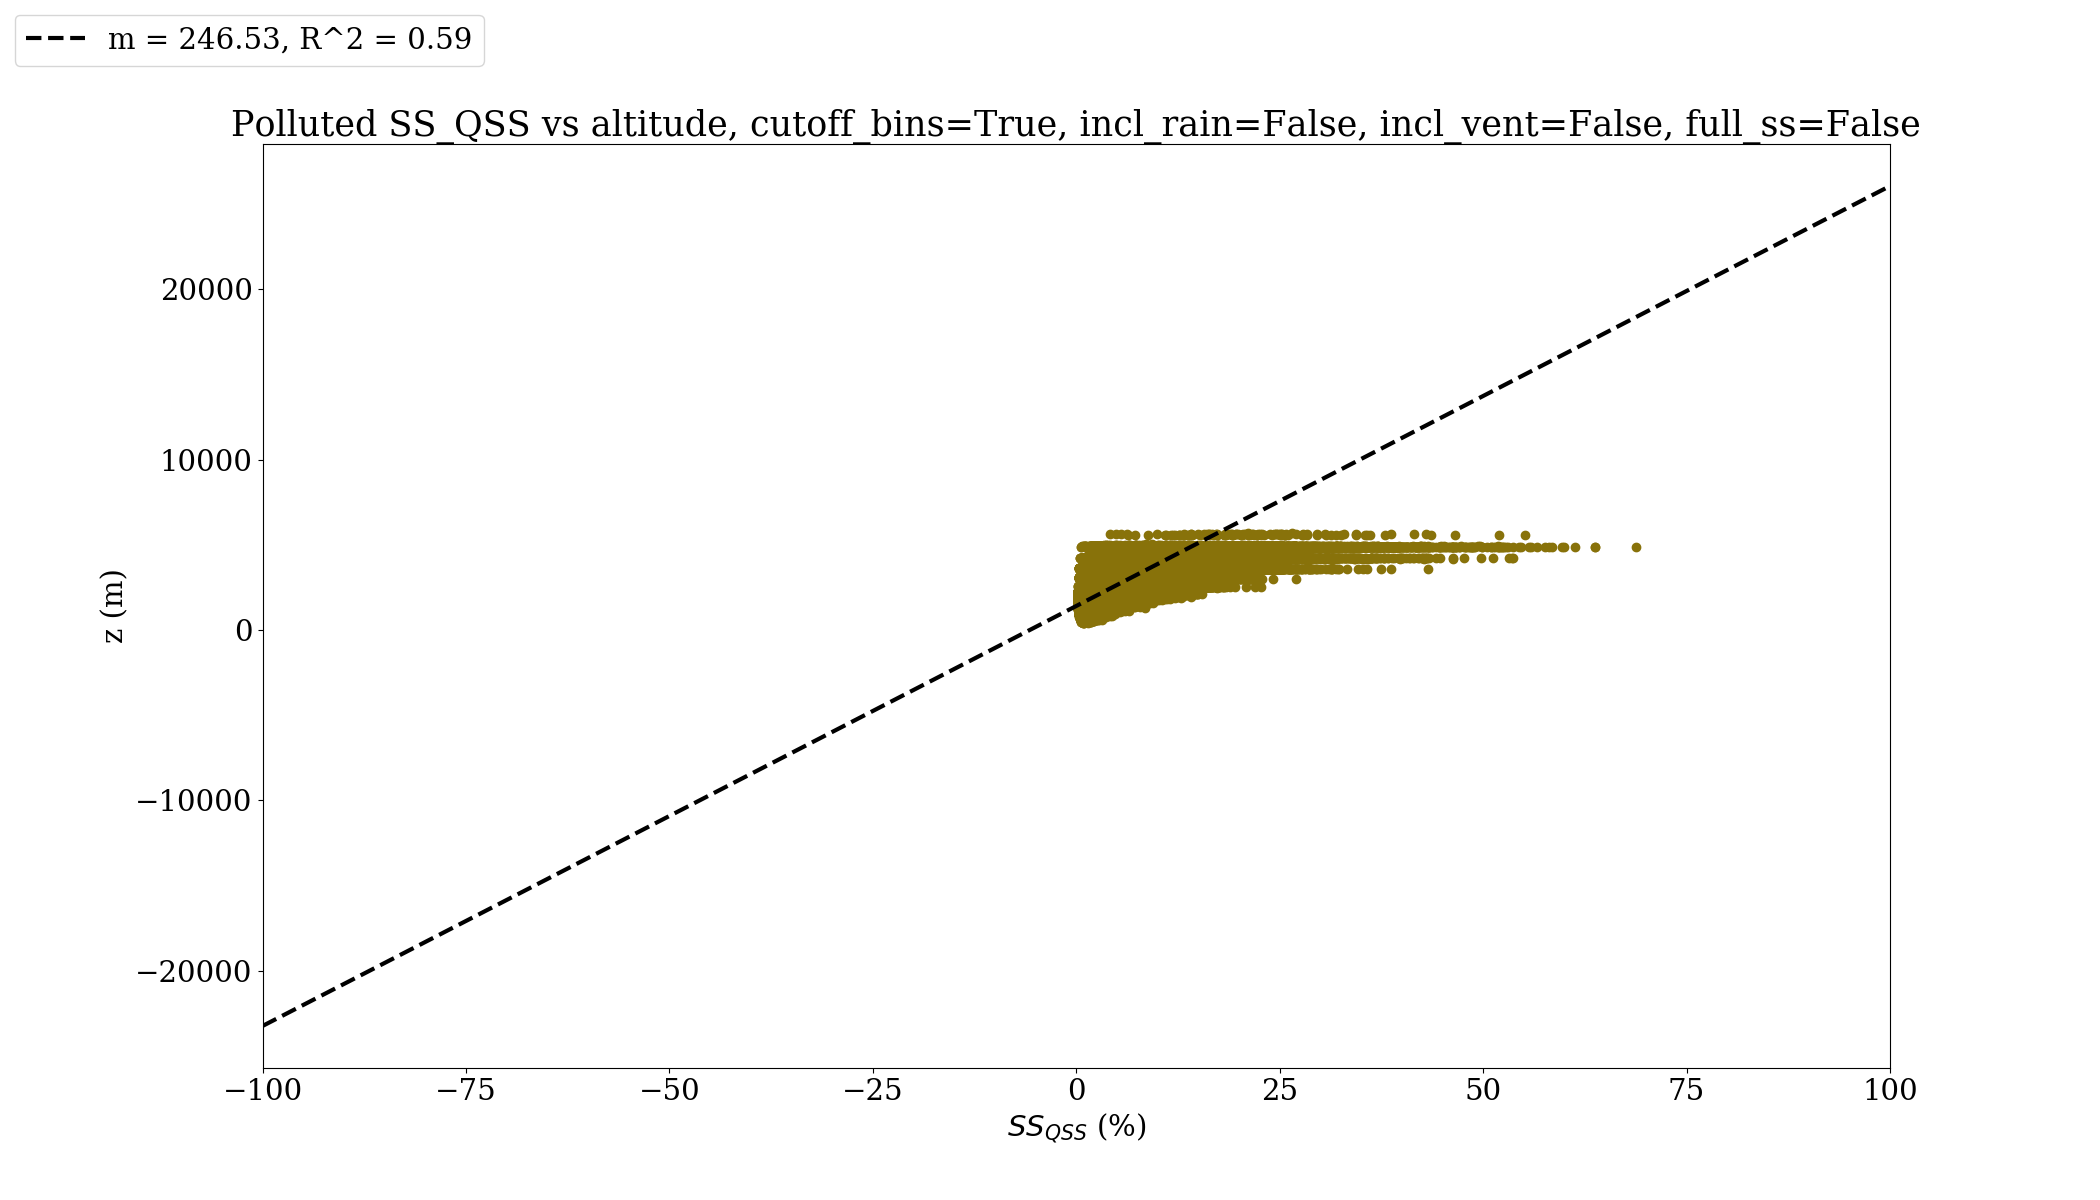 m = 246.53, R^2 = 0.59
Polluted SS_QSS vs altitude, cutoff_bins=True, incl_rain=False, incl_vent=False, full_ss=False
20000
10000
0
−10000
−20000
z (m)
−100 −75 −50 −25 0 25 50 75 100
SS_QSS (%)